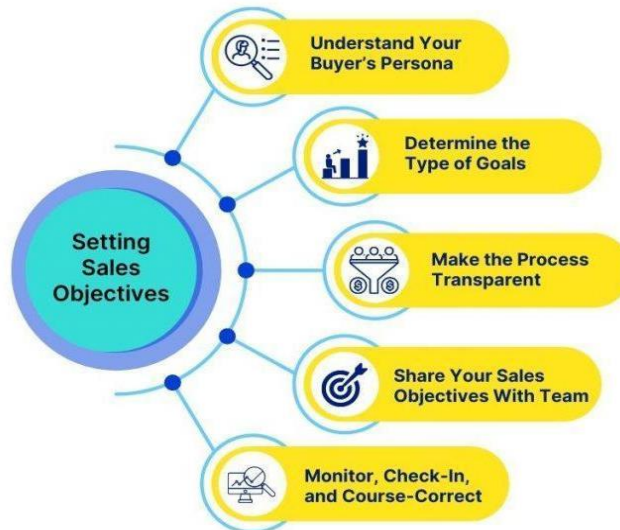 Understand Your
Buyer's Persona
Determine the
Type of Goals
Setting
Sales
Objectives
Make the Process
Transparent
Share Your Sales
Objectives With Team
Monitor, Check-In,
and Course-Correct